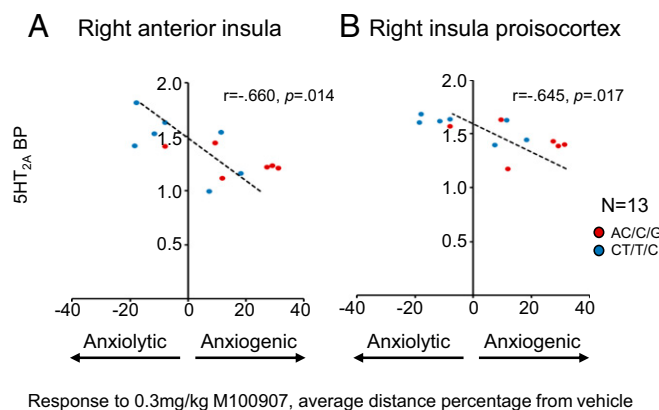 A Right anterior insula
B Right insula proisocortex
5HT2A BP
2.0
1.5
1.0
0.5
-40 -20 0 20 40
r=-.660, p=.014
Anxiolytic Anxiogenic
2.0
1.5
1.0
0.5
-40 -20 0 20 40
r=-.645, p=.017
Anxiolytic Anxiogenic
N=13
AC/C/G
CT/T/C
Response to 0.3mg/kg M100907, average distance percentage from vehicle